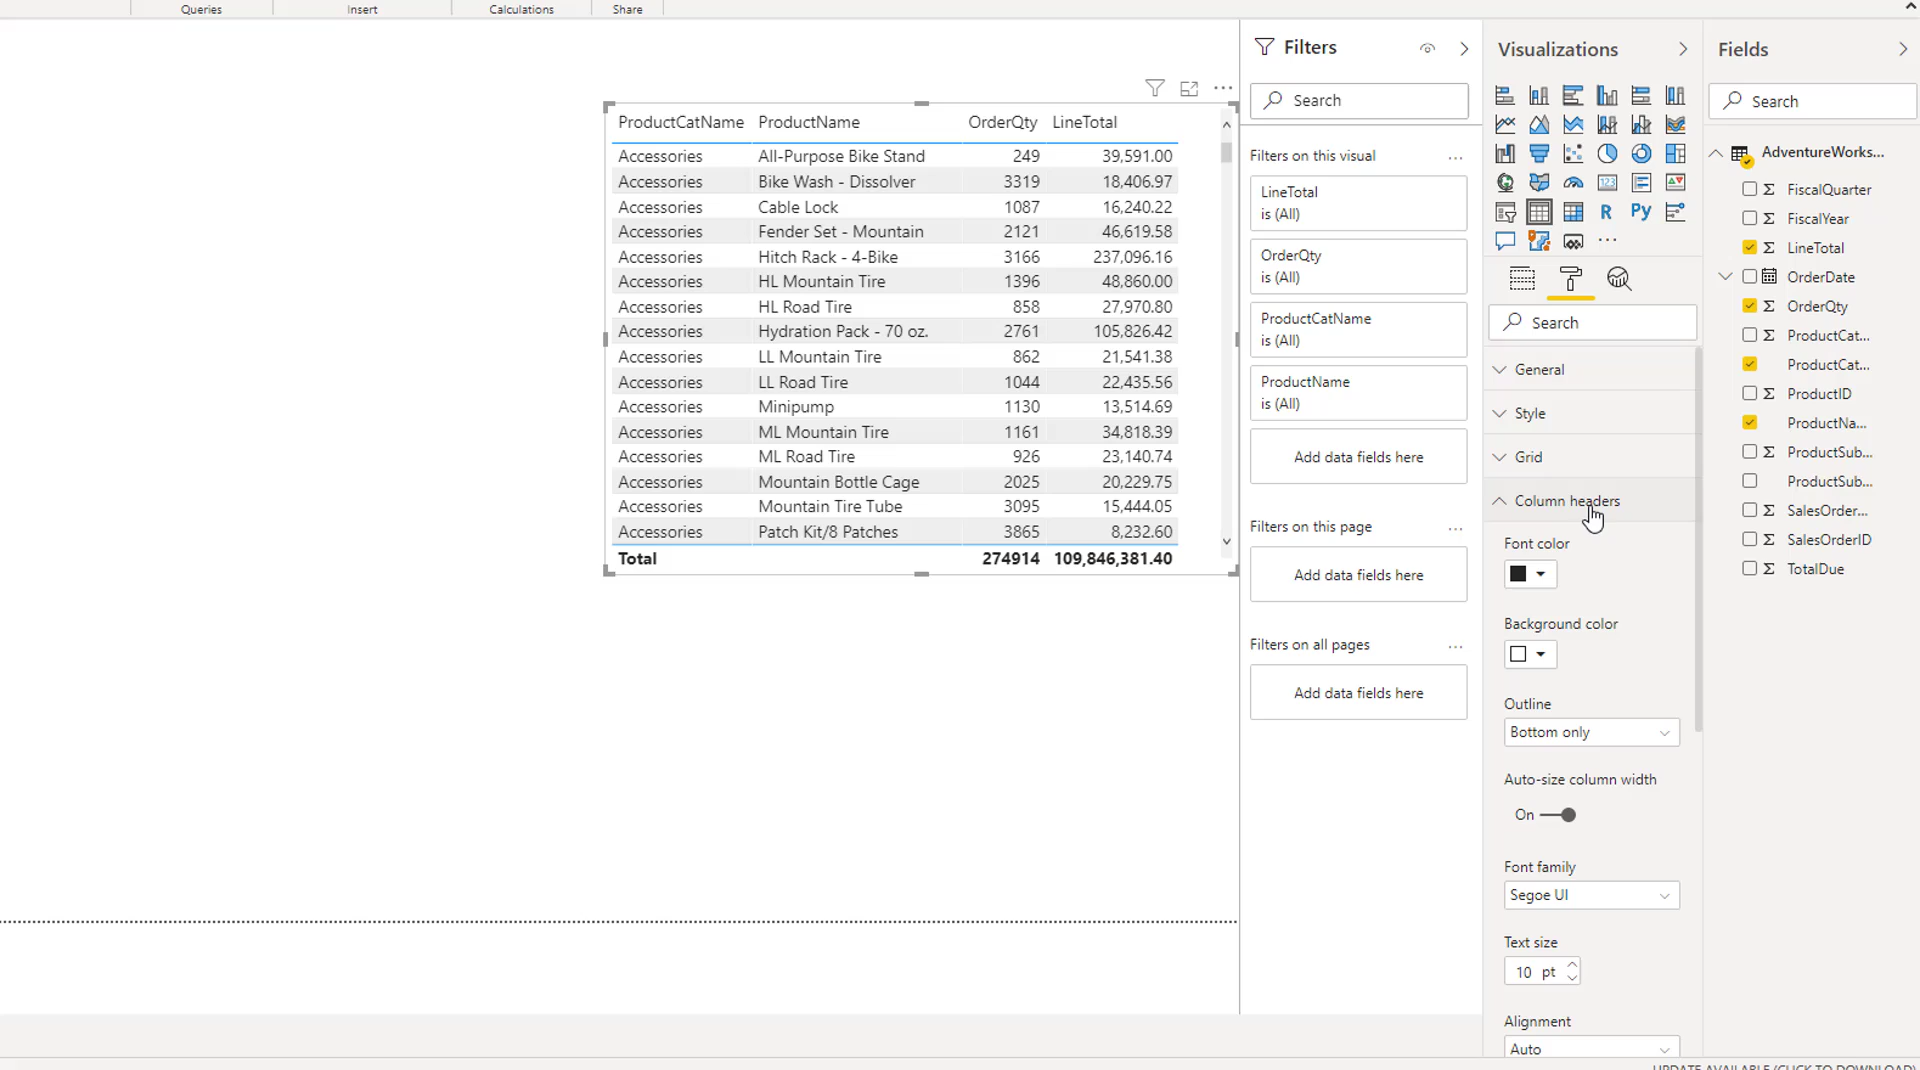 Queries Insert Calculations Share
ProductCatName ProductName OrderQty LineTotal
Accessories All-Purpose Bike Stand 249 39,591.00
Accessories Bike Wash - Dissolver 3319 18,406.97
Accessories Cable Lock 1087 16,240.22
Accessories Fender Set - Mountain 2121 46,619.58
Accessories Hitch Rack - 4-Bike 3166 237,096.16
Accessories HL Mountain Tire 1396 48,860.00
Accessories HL Road Tire 858 27,970.80
Accessories Hydration Pack - 70 oz. 2761 105,826.42
Accessories LL Mountain Tire 862 21,541.38
Accessories LL Road Tire 1044 22,435.56
Accessories Minipump 1130 13,514.69
Accessories ML Mountain Tire 1161 34,818.39
Accessories ML Road Tire 926 23,140.74
Accessories Mountain Bottle Cage 2025 20,229.75
Accessories Mountain Tire Tube 3095 15,444.05
Accessories Patch Kit/8 Patches 3865 8,232.60
Total 274914 109,846,381.40
Filters
Search
Filters on this visual ...
LineTotal
is (All)
OrderQty
is (All)
ProductCatName
is (All)
ProductName
is (All)
Add data fields here
Filters on this page ...
Add data fields here
Filters on all pages ...
Add data fields here
Visualizations
123
R
Py
...
Search
General
Style
Grid
Column headers
Font color
Background color
Outline
Bottom only
Auto-size column width
On
Font family
Segoe UI
Text size
10 pt
Alignment
Auto
Fields
Search
AdventureWorks...
Σ FiscalQuarter
Σ FiscalYear
Σ LineTotal
OrderDate
Σ OrderQty
Σ ProductCat...
ProductCat...
Σ ProductID
ProductNa...
Σ ProductSub...
ProductSub...
Σ SalesOrder...
Σ SalesOrderID
Σ TotalDue
UPDATE AVAILABLE (CLICK TO DOWNLOAD)